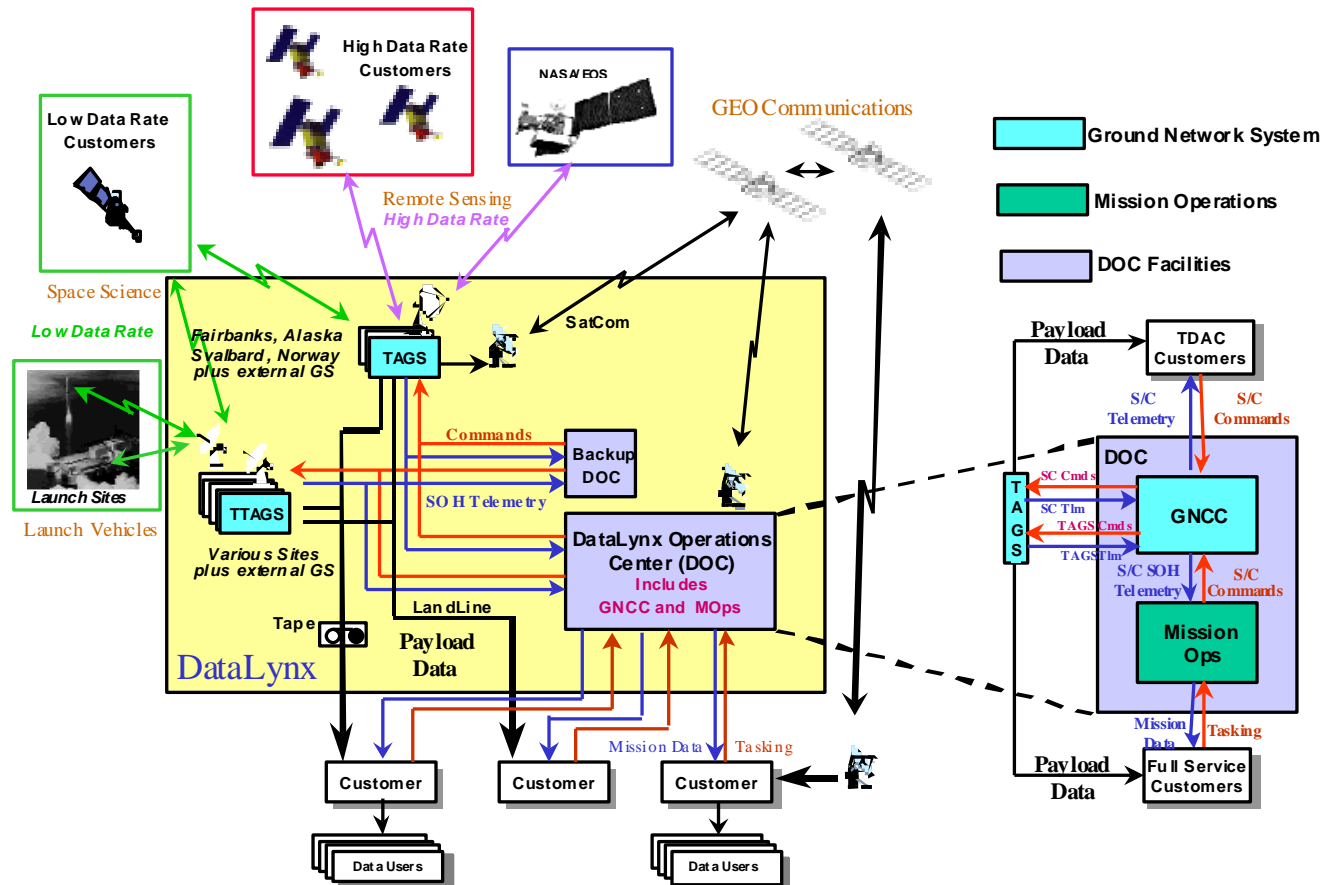 High Data Rate
Customers
NASA/EOS
GEO Communications
Low Data Rate
Customers
Ground Network System
Mission Operations
DOC Facilities
Remote Sensing
High Data Rate
Space Science
Low Data Rate
Launch Sites
Launch Vehicles
Fairbanks, Alaska
Svalbard, Norway
plus external GS
TAGS
SatCom
TTAGS
Various Sites
plus external GS
Commands
SOH Telemetry
Backup
DOC
DataLynx Operations
Center (DOC)
Includes
GNCC and MOps
Tape
LandLine
Payload
Data
DataLynx
Mission Data
Tasking
Customer
Customer
Customer
Data Users
Data Users
Payload
Data
TDAC
Customers
S/C
Telemetry
S/C
Commands
DOC
TAGS
SC Cmds
SC Tlm
TAGS Cmds
TAGSTlm
GNCC
S/C SOH
Telemetry
S/C
Commands
Mission
Ops
Mission
Data
Tasking
Payload
Data
Full Service
Customers